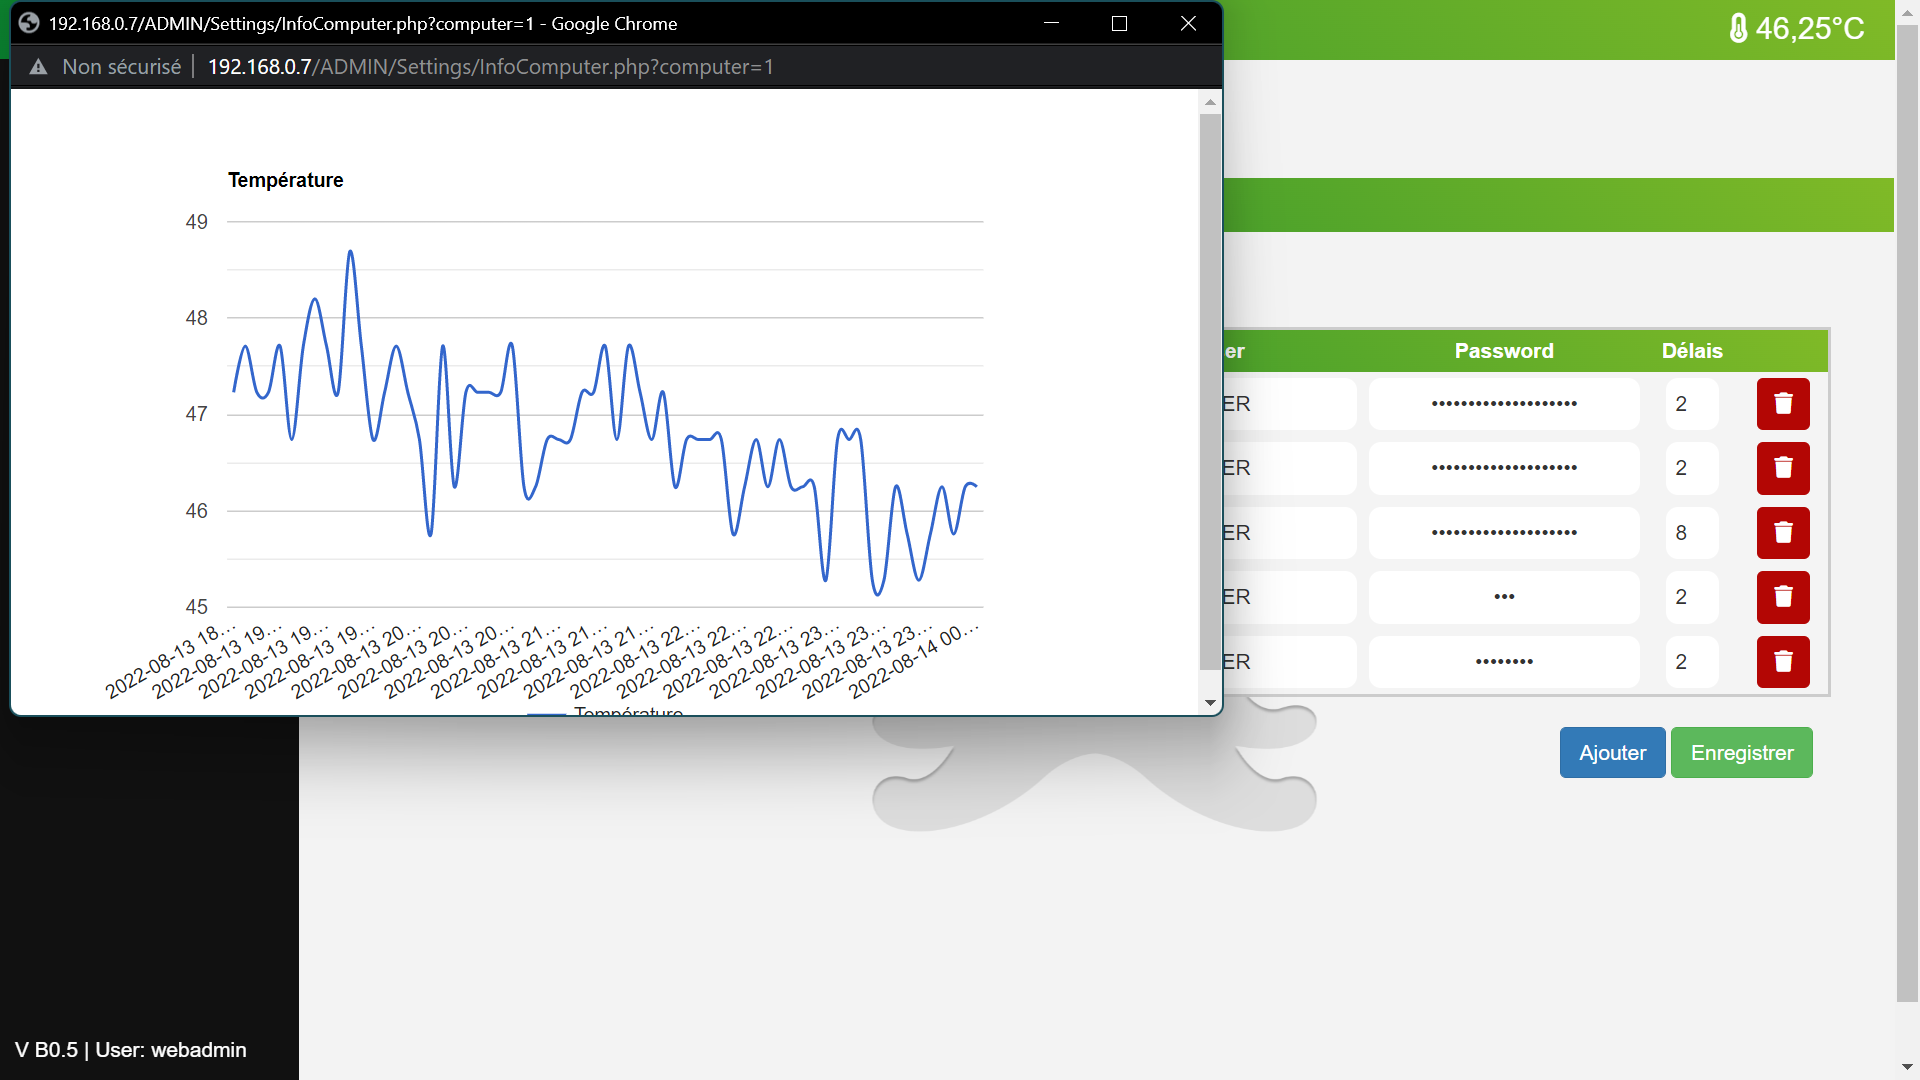 192.168.0.7/ADMIN/Settings/InfoComputer.php?computer=1 - Google Chrome
46,25°C
Non sécurisé
192.168.0.7/ADMIN/Settings/InfoComputer.php?computer=1
Température
49
48
47
46
45
2022-08-13 18...
2022-08-13 19...
2022-08-13 19...
2022-08-13 19...
2022-08-13 20...
2022-08-13 20...
2022-08-13 20...
2022-08-13 21...
2022-08-13 21...
2022-08-13 21...
2022-08-13 22...
2022-08-13 22...
2022-08-13 22...
2022-08-13 23...
2022-08-13 23...
2022-08-13 23...
2022-08-14 00...
Température
er Password Délais
ER •••••••••••••••••••• 2
ER •••••••••••••••••••• 2
ER •••••••••••••••••••• 8
ER ••• 2
ER •••••••• 2
Ajouter Enregistrer
V B0.5 | User: webadmin